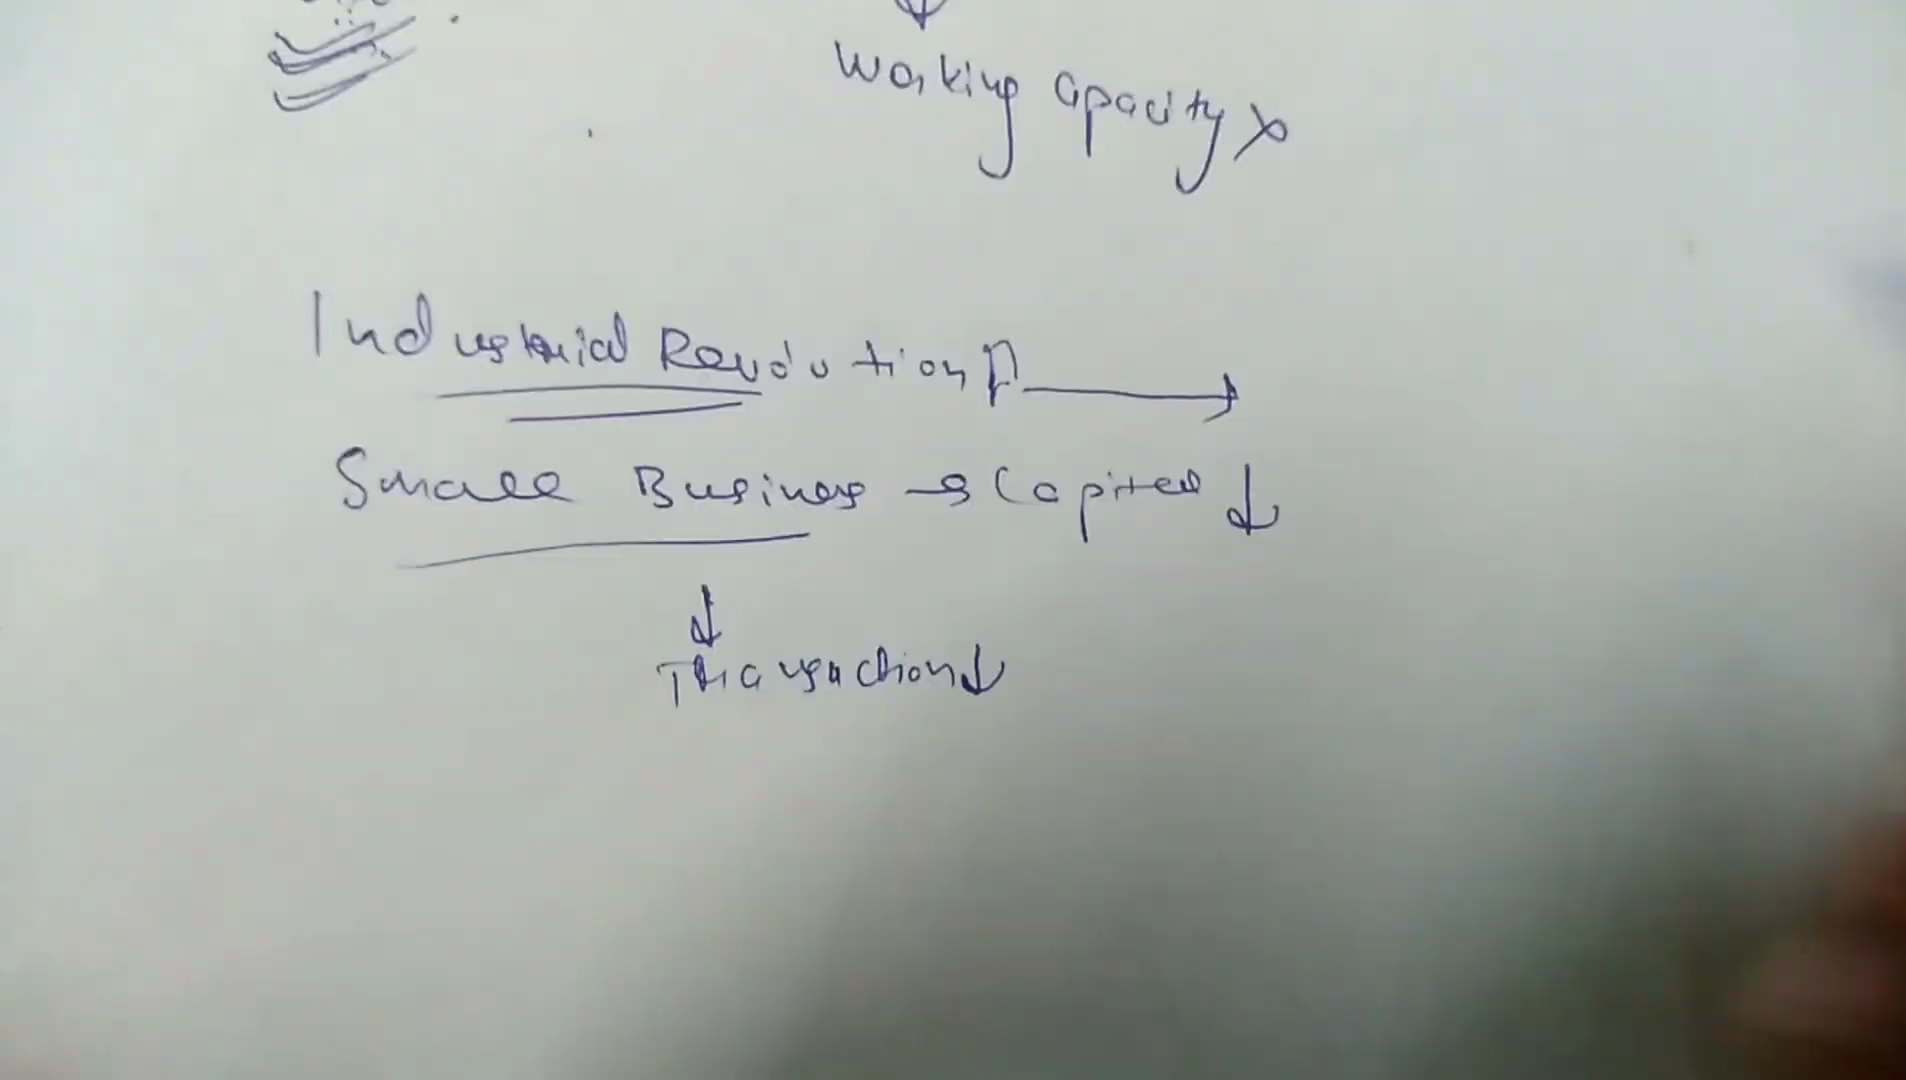 Working Capacity ×
Industrial Revolution ↑ →
Small Business → Capital ↓
↓
Transaction ↓